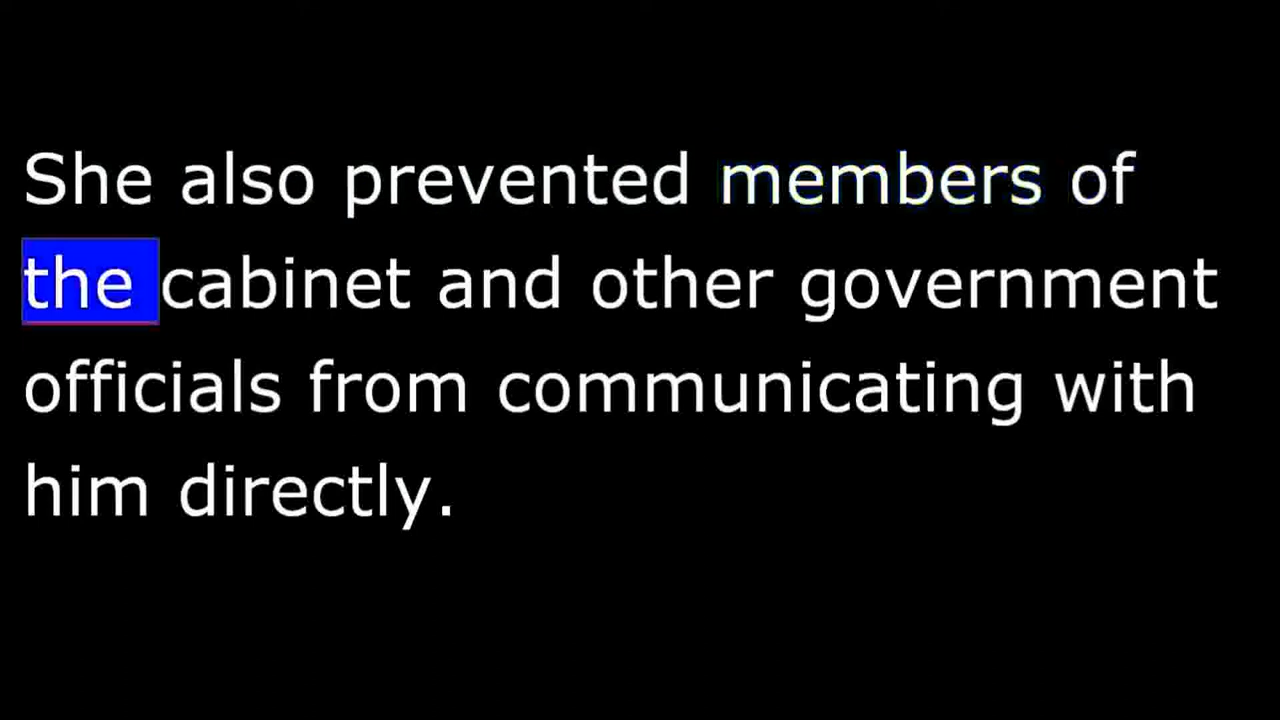 She also prevented members of
the cabinet and other government
officials from communicating with
him directly.